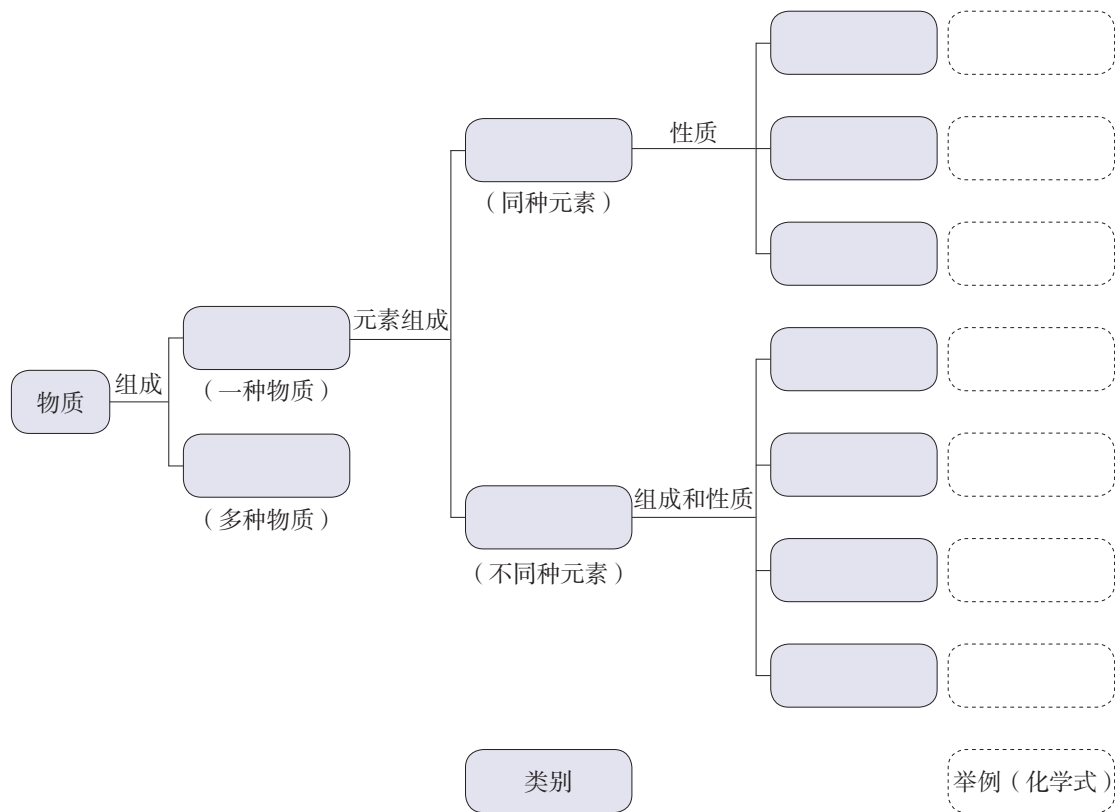 性质
（同种元素）
元素组成
物质
组成
（一种物质）
（多种物质）
组成和性质
（不同种元素）
类别
举例（化学式）